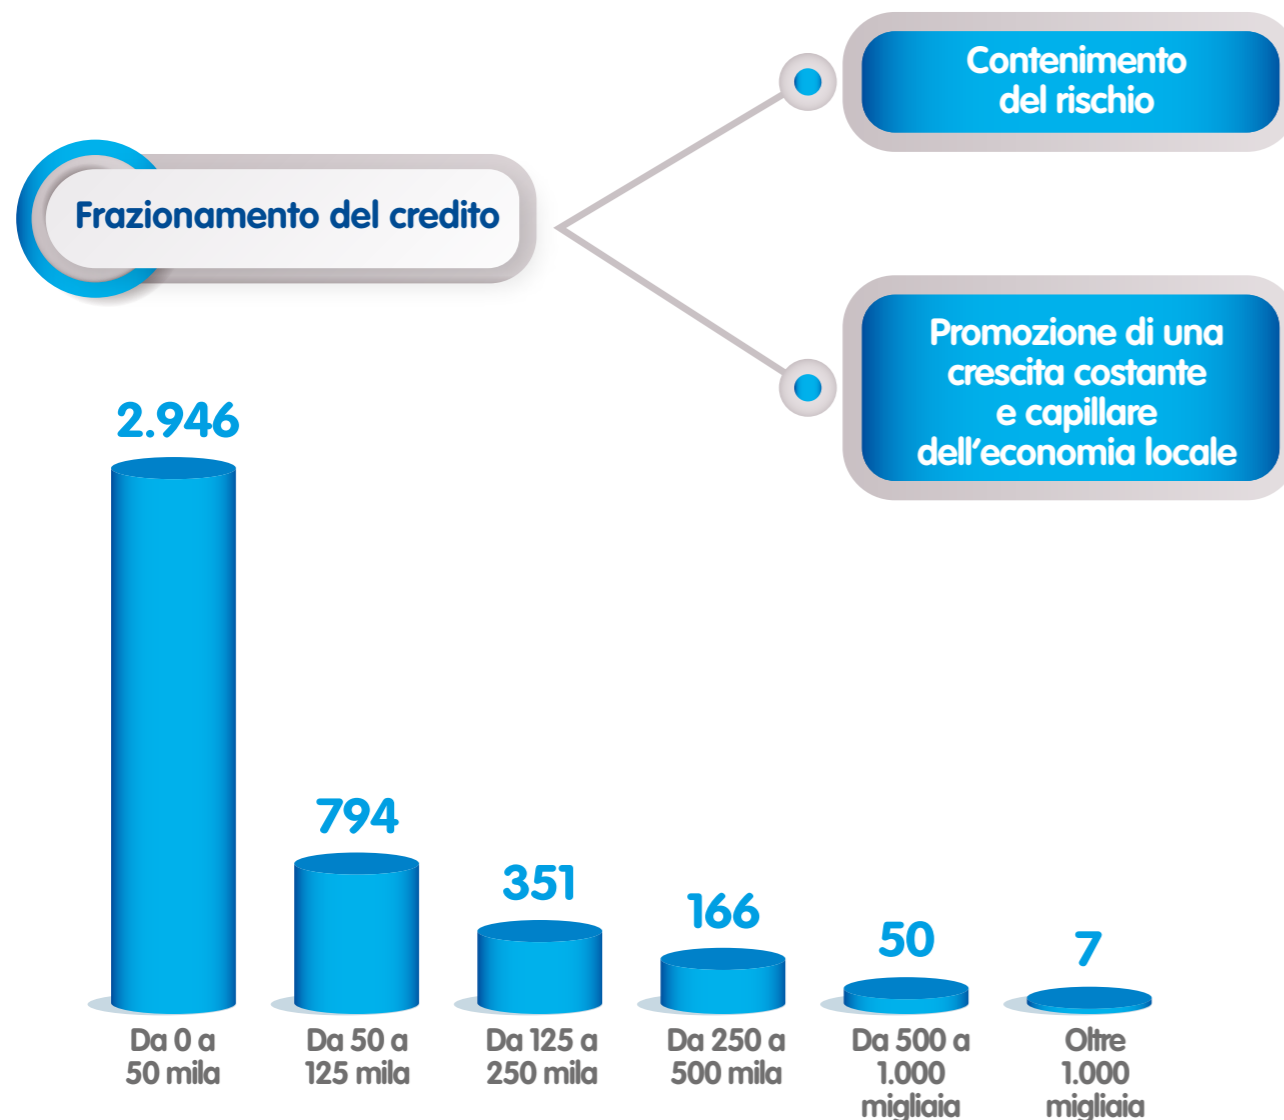 Contenimento
del rischio
Frazionamento del credito
Promozione di una
crescita costante
e capillare
dell’economia locale
2.946
794
351
166
50
7
Da 0 a
50 mila
Da 50 a
125 mila
Da 125 a
250 mila
Da 250 a
500 mila
Da 500 a
1.000
migliaia
Oltre
1.000
migliaia